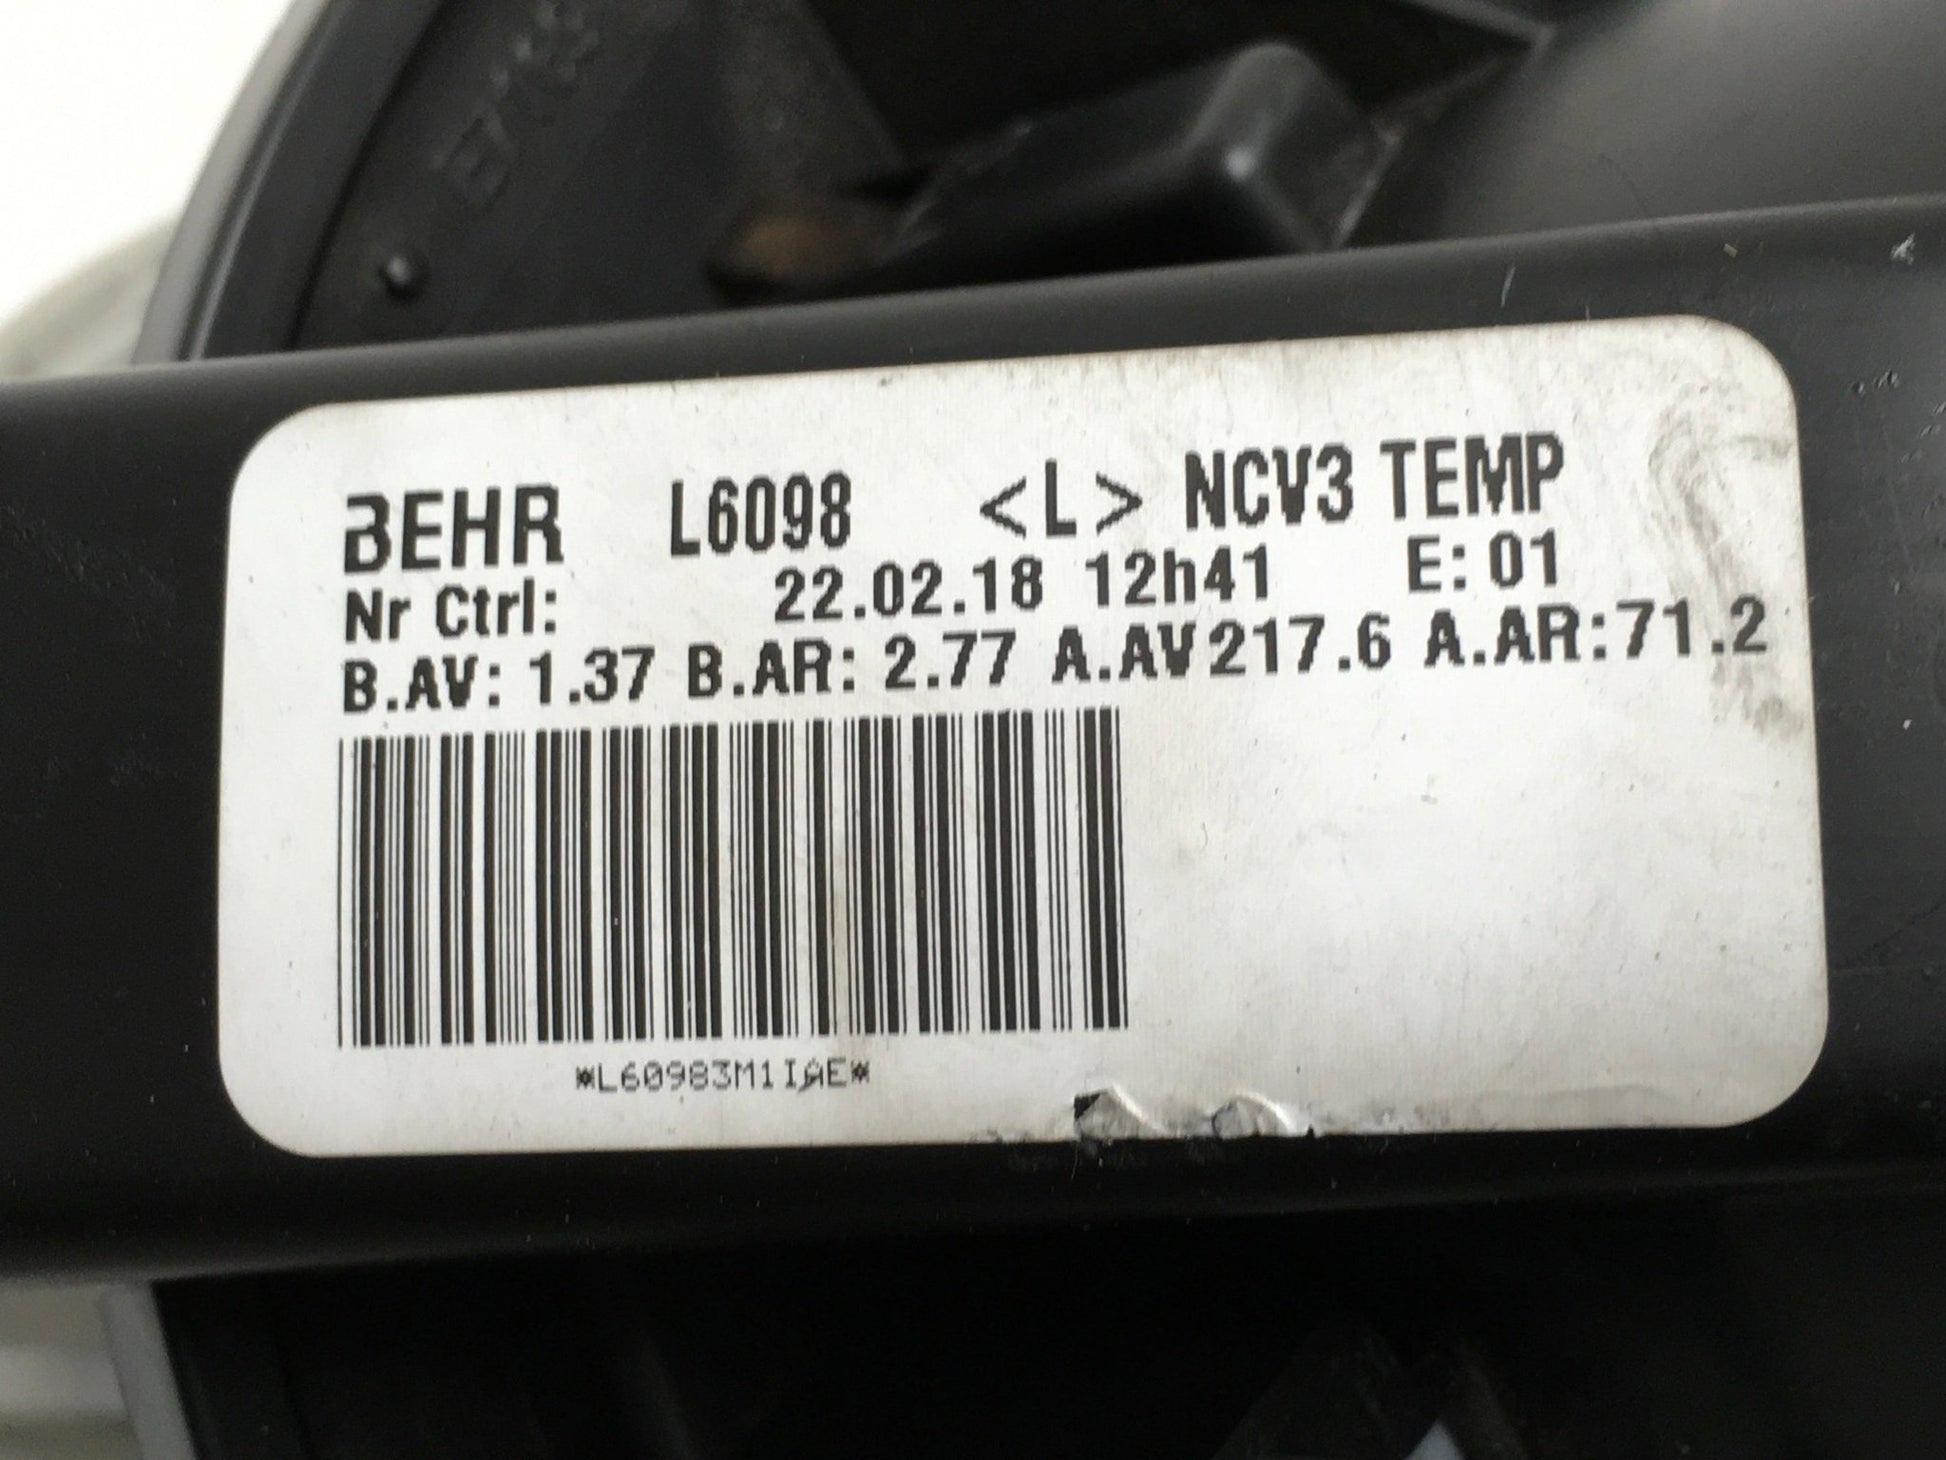 BEHR L6098 <L> NCV3 TEMP
Nr Ctrl: 22.02.18 12h41 E: 01
B.AV: 1.37 B.AR: 2.77 A.AV217.6 A.AR:71.2
*L60983M1IAE*